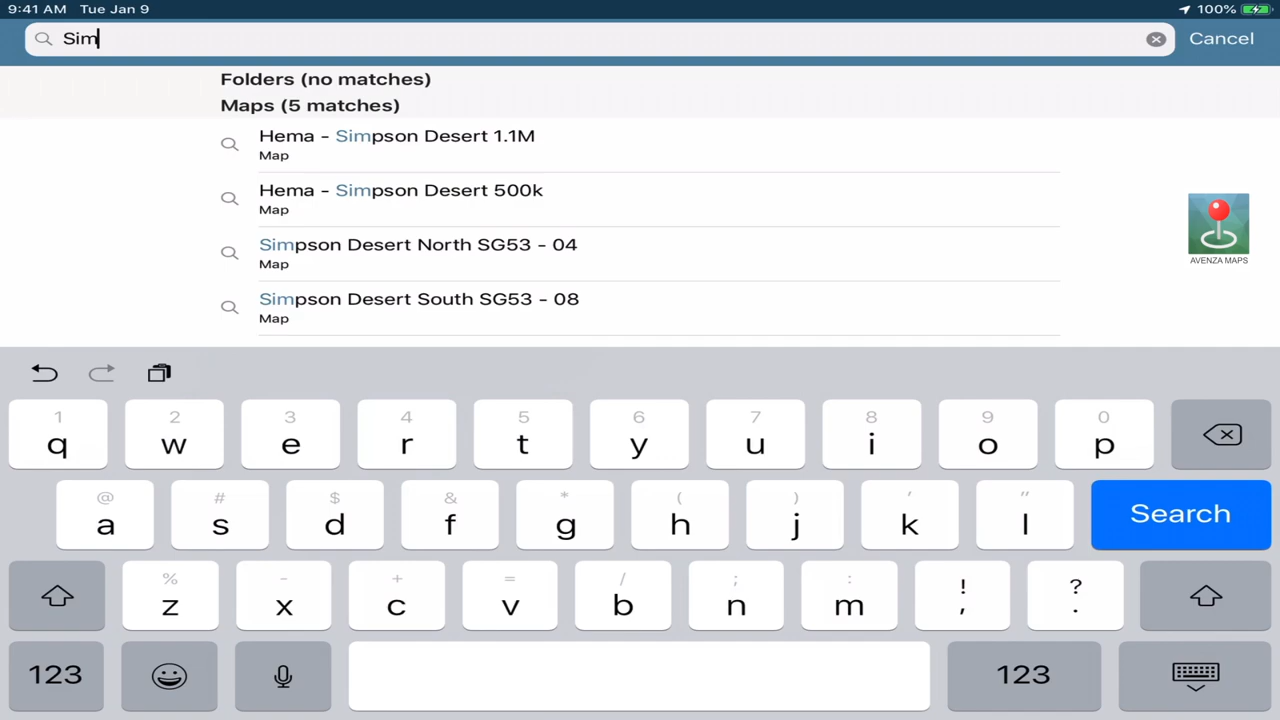 9:41 AM Tue Jan 9 100%
Sim Cancel
Folders (no matches)
Maps (5 matches)
Hema - Simpson Desert 1.1M
Map
Hema - Simpson Desert 500k
Map
Simpson Desert North SG53 - 04
Map
Simpson Desert South SG53 - 08
Map
AVENZA MAPS
1 2 3 4 5 6 7 8 9 0
q w e r t y u i o p
@ # $ & * ( ) ' "
a s d f g h j k l Search
% - + = / ; : ! ?
z x c v b n m , .
123 123